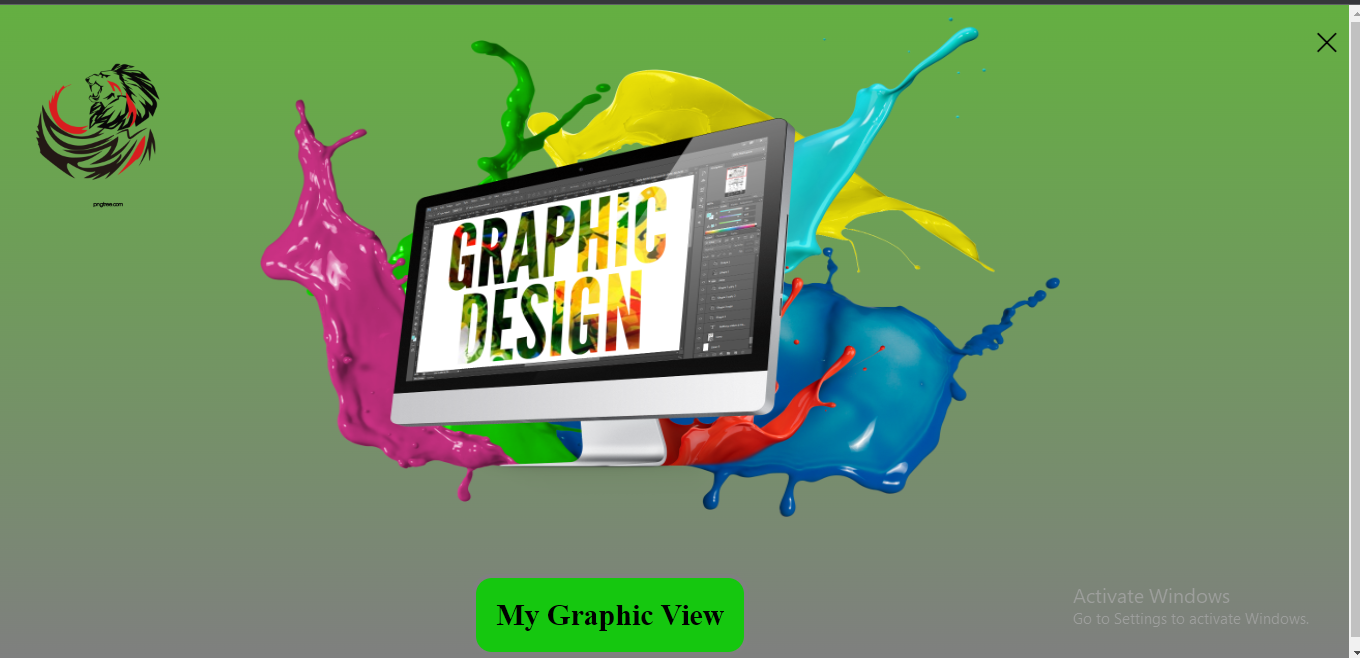 pngtree.com
GRAPHIC
DESIGN
My Graphic View
Activate Windows
Go to Settings to activate Windows.